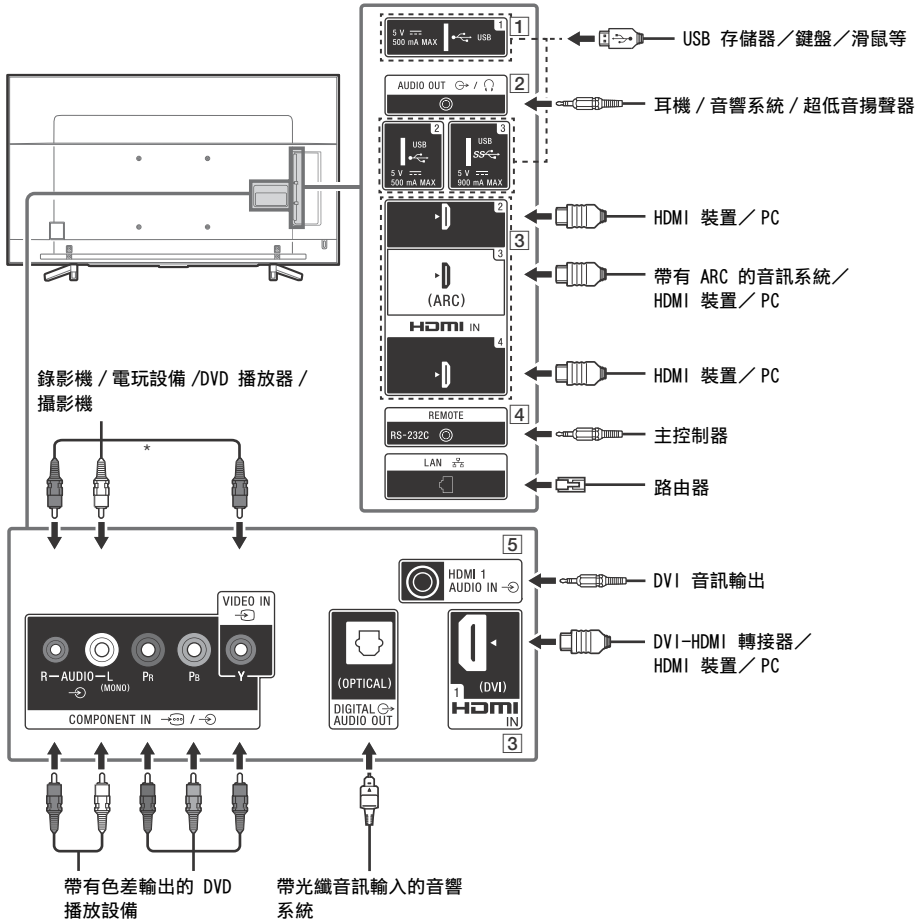 1
1
5 V
500 mA MAX
USB
USB 存儲器／鍵盤／滑鼠等
AUDIO OUT /
2
耳機 / 音響系統 / 超低音揚聲器
2
USB
5 V
500 mA MAX
3
USB
SS
5 V
900 mA MAX
2
HDMI 裝置／ PC
3
3
(ARC)
帶有 ARC 的音訊系統／
HDMI 裝置／ PC
HDMI IN
4
HDMI 裝置／ PC
REMOTE
4
RS-232C
主控制器
LAN
路由器
錄影機 / 電玩設備 /DVD 播放器 /
攝影機
*
5
HDMI 1
AUDIO IN
DVI 音訊輸出
VIDEO IN
R—AUDIO—L
(MONO)
PR
PB
Y
COMPONENT IN /
(OPTICAL)
DIGITAL
AUDIO OUT
1
(DVI)
HDMI
IN
3
DVI-HDMI 轉接器／
HDMI 裝置／ PC
帶有色差輸出的 DVD
播放設備
帶光纖音訊輸入的音響
系統